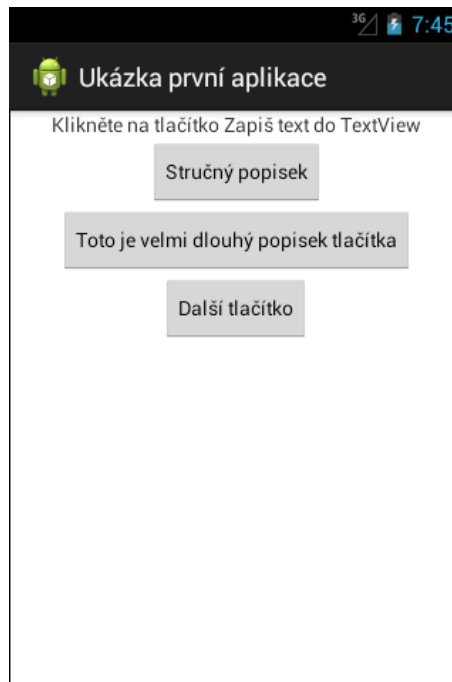 3G 7:45
Ukázka první aplikace
Klikněte na tlačítko Zapiš text do TextView
Stručný popisek
Toto je velmi dlouhý popisek tlačítka
Další tlačítko